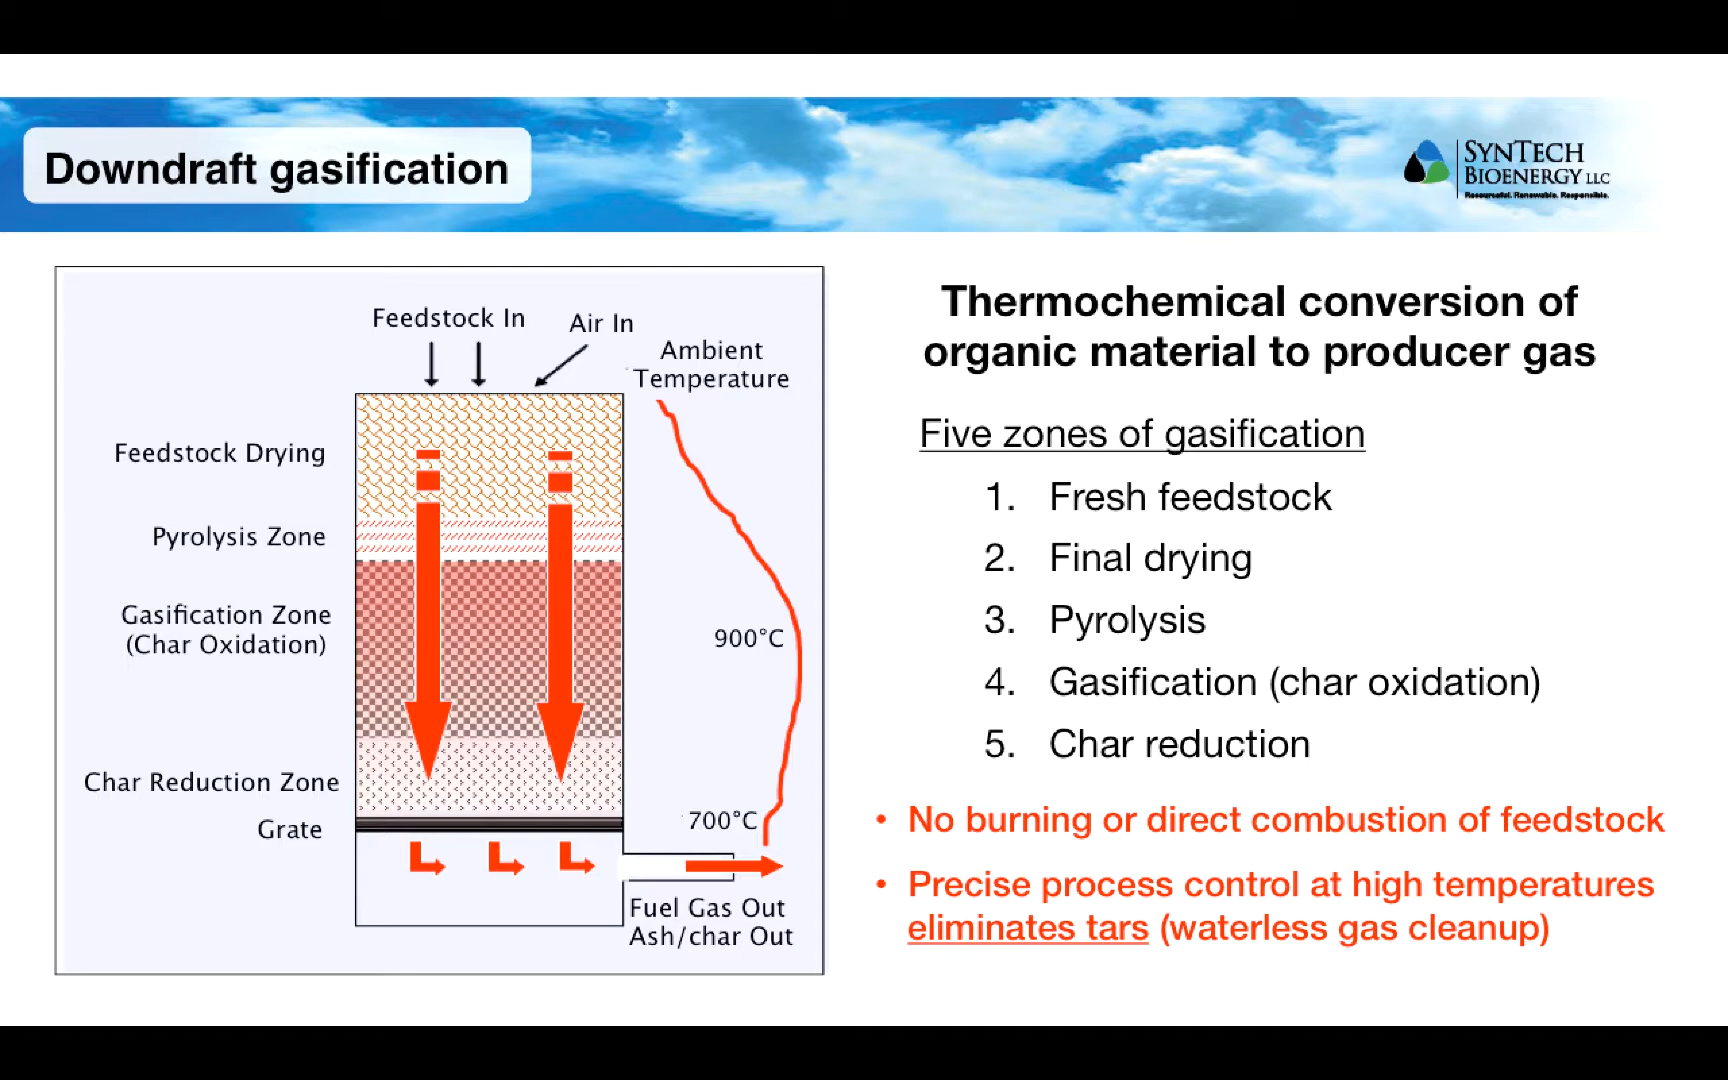 Downdraft gasification
SYNTECH
BIOENERGY LLC
Resourceful. Renewable. Responsible.
Feedstock In
Air In
Ambient
Temperature
Feedstock Drying
Pyrolysis Zone
Gasification Zone
(Char Oxidation)
900°C
Char Reduction Zone
Grate
700°C
Fuel Gas Out
Ash/char Out
Thermochemical conversion of
organic material to producer gas
Five zones of gasification
1. Fresh feedstock
2. Final drying
3. Pyrolysis
4. Gasification (char oxidation)
5. Char reduction
• No burning or direct combustion of feedstock
• Precise process control at high temperatures
eliminates tars (waterless gas cleanup)